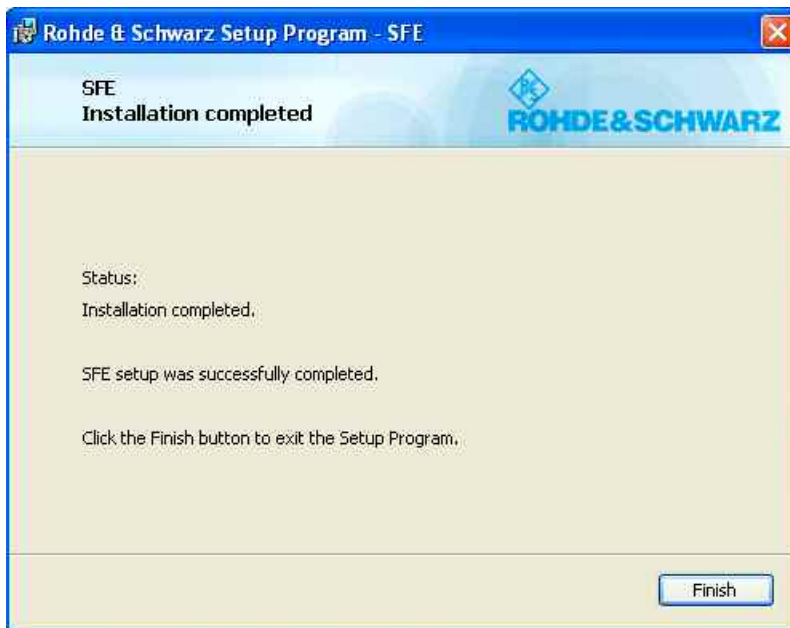 Rohde & Schwarz Setup Program - SFE
SFE
Installation completed
ROHDE&SCHWARZ
Status:
Installation completed.
SFE setup was successfully completed.
Click the Finish button to exit the Setup Program.
Finish